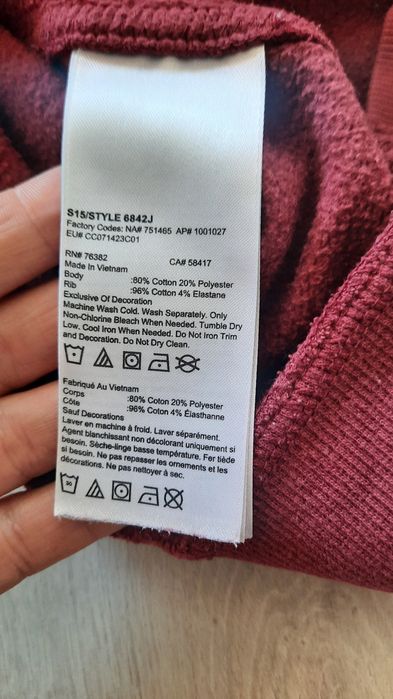 S15/STYLE 6842J
Factory Codes: NA# 751465 AP# 1001027
EU# CC071423C01
RN# 76382 CA# 58417
Made In Vietnam
Body :80% Cotton 20% Polyester
Rib :96% Cotton 4% Elastane
Exclusive Of Decoration
Machine Wash Cold. Wash Separately. Only
Non-Chlorine Bleach When Needed. Tumble Dry
Low. Cool Iron When Needed. Do Not Iron Trim
and Decoration. Do Not Dry Clean.
Fabriqué Au Vietnam
Corps :80% Coton 20% Polyester
Côte :96% Coton 4% Élasthanne
Sauf Decorations
Laver en machine à froid. Laver séparément.
Agent blanchissant non décolorant uniquement si
besoin. Sèche-linge basse température. Fer tiède
si besoin. Ne pas repasser les ornements et les
décorations. Ne pas nettoyer à sec.
30